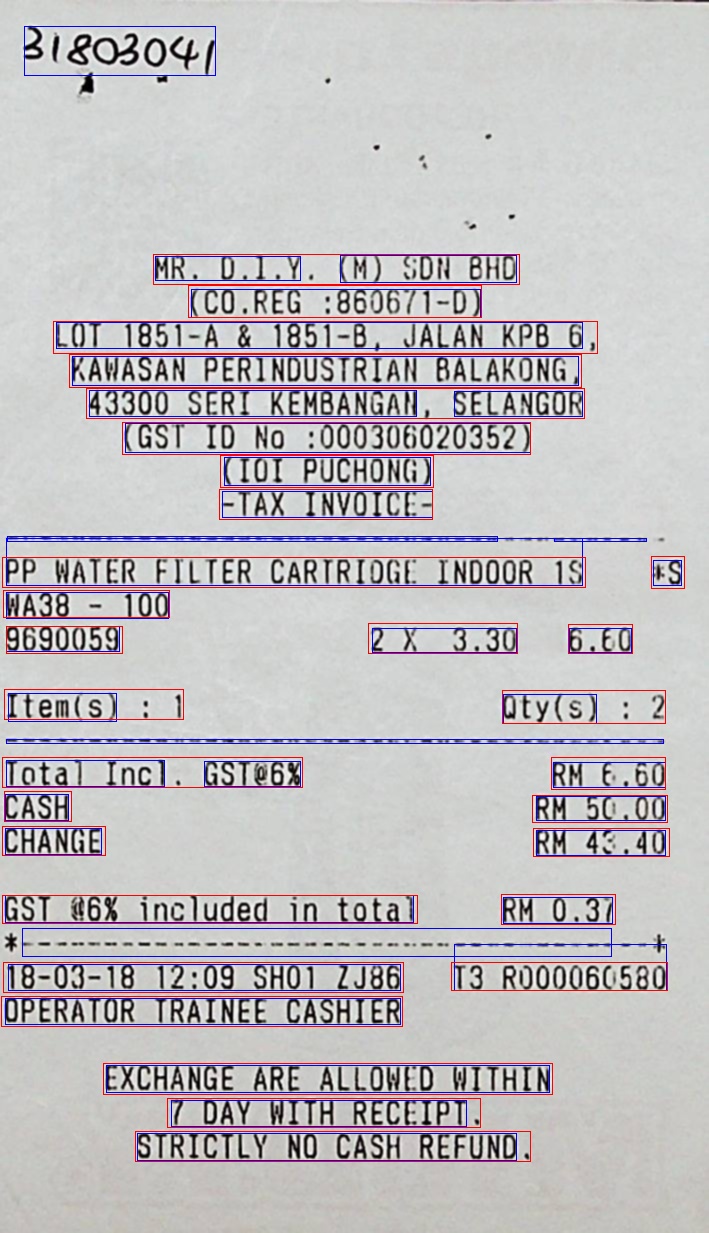 31803041
MR. D.I.Y. (M) SDN BHD
(CO.REG :860671-D)
LOT 1851-A & 1851-B, JALAN KPB 6,
KAWASAN PERINDUSTRIAN BALAKONG,
43300 SERI KEMBANGAN, SELANGOR
(GST ID No :000306020352)
(IOI PUCHONG)
-TAX INVOICE-
PP WATER FILTER CARTRIDGE INDOOR 1S *S
WA38 - 100
9690059 2 X 3.30 6.60
Item(s) : 1 Qty(s) : 2
Total Incl. GST@6% RM 6.60
CASH RM 50.00
CHANGE RM 43.40
GST @6% included in total RM 0.37
*--------------------------------------*
18-03-18 12:09 SH01 ZJ86 T3 R000060580
OPERATOR TRAINEE CASHIER
EXCHANGE ARE ALLOWED WITHIN
7 DAY WITH RECEIPT.
STRICTLY NO CASH REFUND.